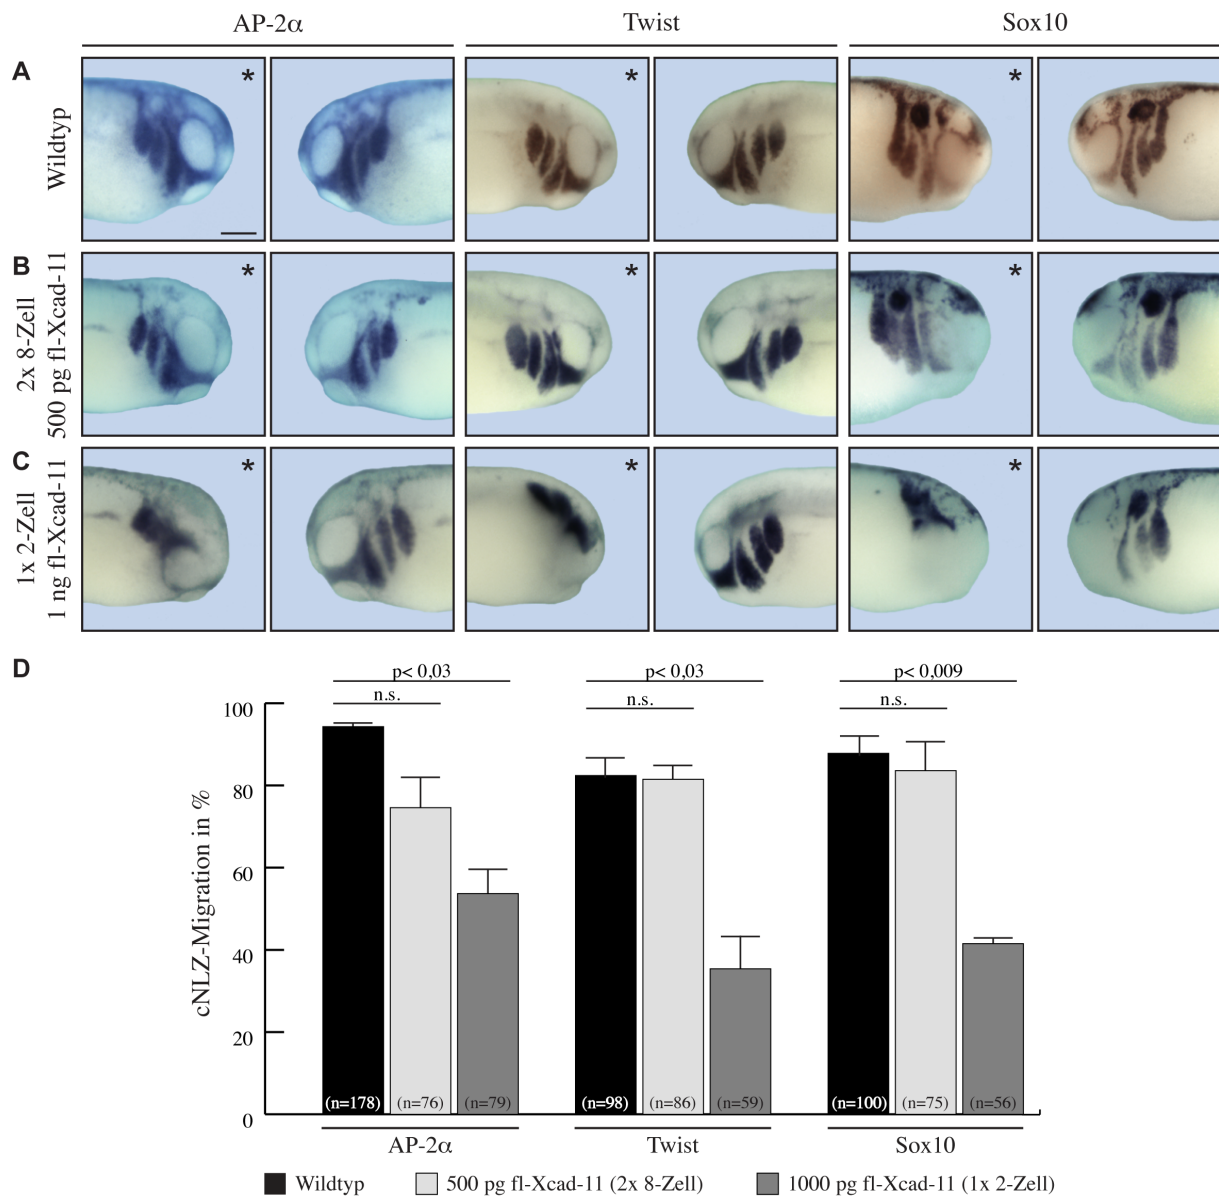 AP-2α Twist Sox10
A
Wildtyp
* * *
B
2x 8-Zell
500 pg fl-Xcad-11
* * *
C
1x 2-Zell
1 ng fl-Xcad-11
* * *
D
p< 0,03 p< 0,03 p< 0,009
n.s. n.s. n.s.
cNLZ-Migration in %
100
80
60
40
20
0
(n=178) (n=76) (n=79) (n=98) (n=86) (n=59) (n=100) (n=75) (n=56)
AP-2α Twist Sox10
Wildtyp 500 pg fl-Xcad-11 (2x 8-Zell) 1000 pg fl-Xcad-11 (1x 2-Zell)